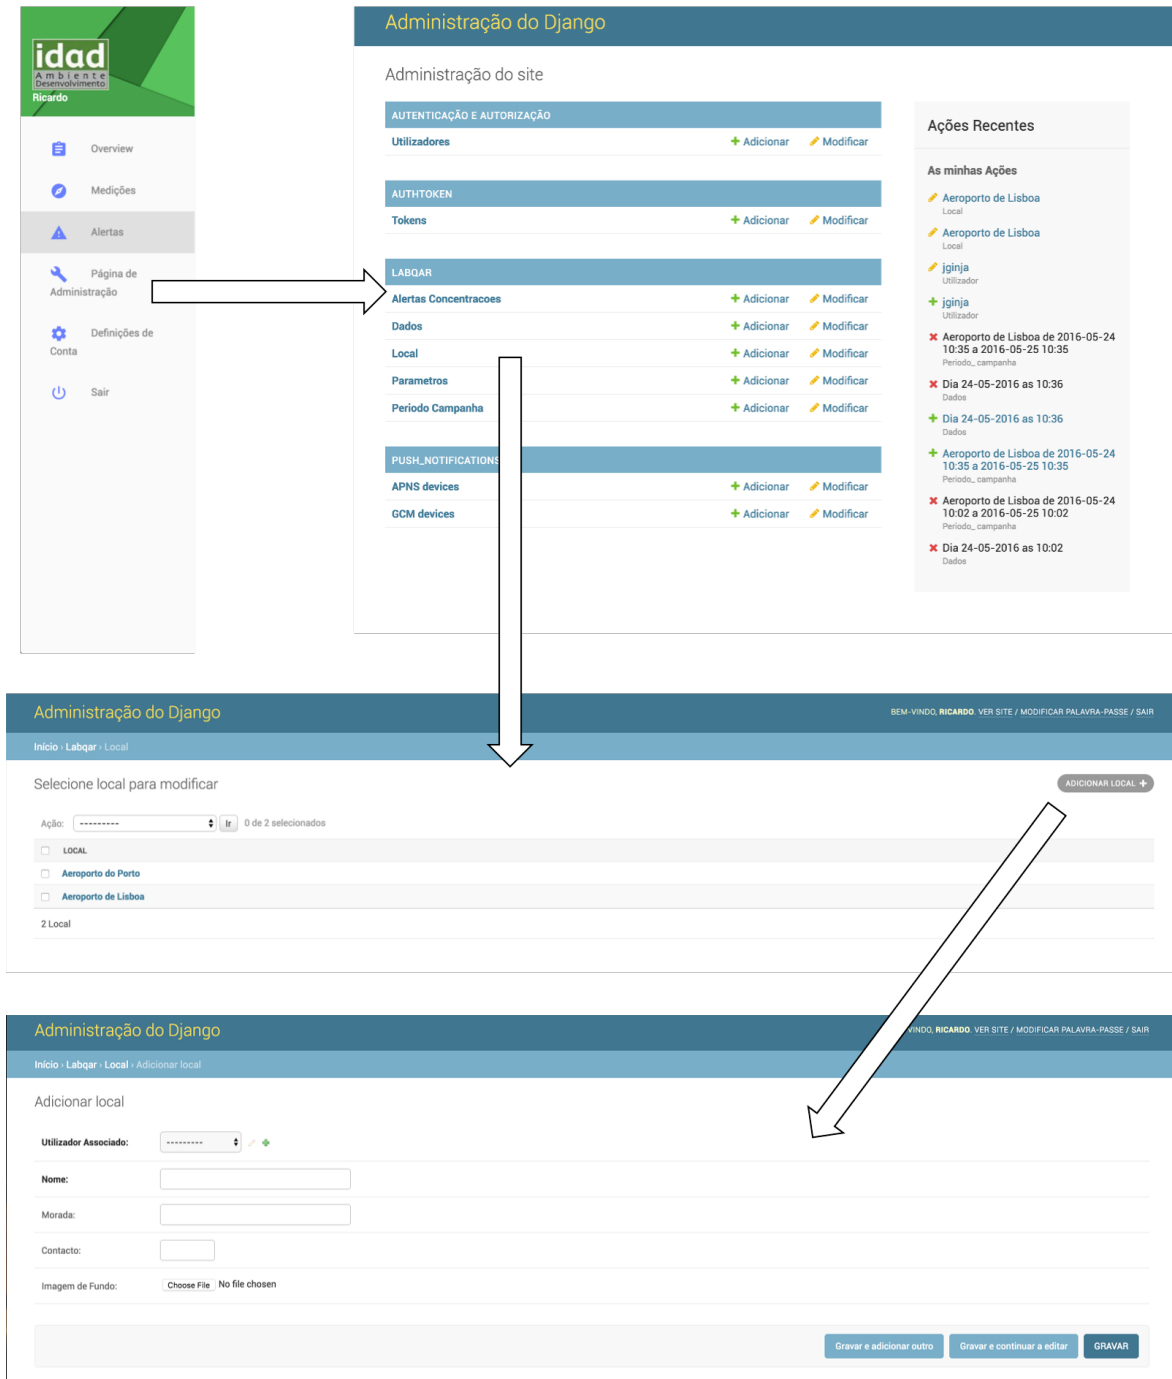 idad
Ambiente
Desenvolvimento
Ricardo
Overview
Medições
Alertas
Página de
Administração
Definições de
Conta
Sair
Administração do Django
Administração do site
AUTENTICAÇÃO E AUTORIZAÇÃO
Utilizadores Adicionar Modificar
AUTHTOKEN
Tokens Adicionar Modificar
LABQAR
Alertas Concentracoes Adicionar Modificar
Dados Adicionar Modificar
Local Adicionar Modificar
Parametros Adicionar Modificar
Periodo Campanha Adicionar Modificar
PUSH_NOTIFICATIONS
APNS devices Adicionar Modificar
GCM devices Adicionar Modificar
Ações Recentes
As minhas Ações
Aeroporto de Lisboa
Local
Aeroporto de Lisboa
Local
jginja
Utilizador
jginja
Utilizador
Aeroporto de Lisboa de 2016-05-24
10:35 a 2016-05-25 10:35
Periodo_ campanha
Dia 24-05-2016 as 10:36
Dados
Dia 24-05-2016 as 10:36
Dados
Aeroporto de Lisboa de 2016-05-24
10:35 a 2016-05-25 10:35
Periodo_ campanha
Aeroporto de Lisboa de 2016-05-24
10:02 a 2016-05-25 10:02
Periodo_ campanha
Dia 24-05-2016 as 10:02
Dados
Administração do Django
BEM-VINDO, RICARDO. VER SITE / MODIFICAR PALAVRA-PASSE / SAIR
Início › Labqar › Local
Selecione local para modificar
ADICIONAR LOCAL +
Ação: --------- Ir 0 de 2 selecionados
LOCAL
Aeroporto do Porto
Aeroporto de Lisboa
2 Local
Administração do Django
VINDO, RICARDO. VER SITE / MODIFICAR PALAVRA-PASSE / SAIR
Início › Labqar › Local › Adicionar local
Adicionar local
Utilizador Associado: ---------
Nome:
Morada:
Contacto:
Imagem de Fundo: Choose File No file chosen
Gravar e adicionar outro Gravar e continuar a editar GRAVAR